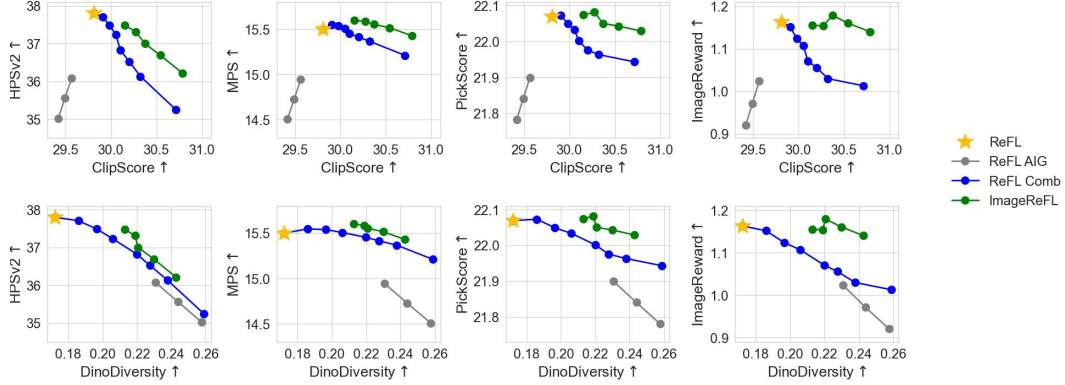 38
37
36
35
HPSv2 ↑
29.5 30.0 30.5 31.0
ClipScore ↑
15.5
15.0
14.5
MPS ↑
29.5 30.0 30.5 31.0
ClipScore ↑
22.1
22.0
21.9
21.8
PickScore ↑
29.5 30.0 30.5 31.0
ClipScore ↑
1.2
1.1
1.0
0.9
ImageReward ↑
29.5 30.0 30.5 31.0
ClipScore ↑
ReFL
ReFL AIG
ReFL Comb
ImageReFL
38
37
36
35
HPSv2 ↑
0.18 0.20 0.22 0.24 0.26
DinoDiversity ↑
15.5
15.0
14.5
MPS ↑
0.18 0.20 0.22 0.24 0.26
DinoDiversity ↑
22.1
22.0
21.9
21.8
PickScore ↑
0.18 0.20 0.22 0.24 0.26
DinoDiversity ↑
1.2
1.1
1.0
0.9
ImageReward ↑
0.18 0.20 0.22 0.24 0.26
DinoDiversity ↑